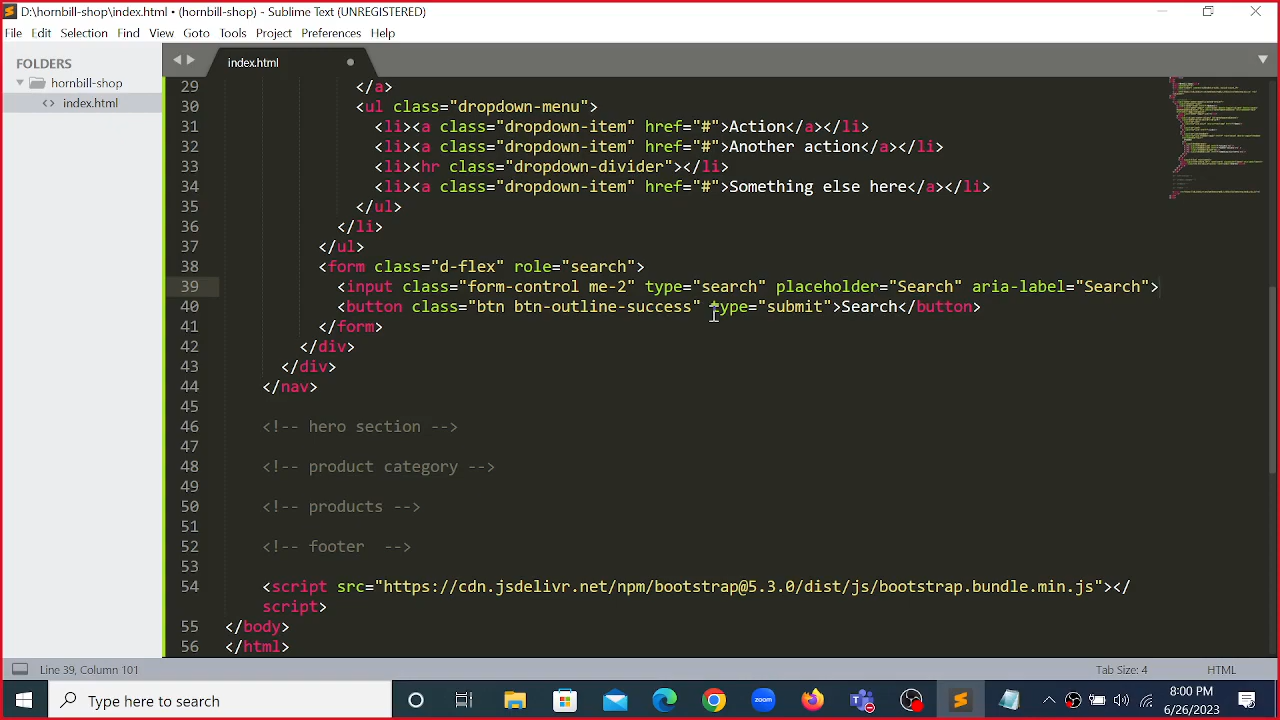 D:\hornbill-shop\index.html • (hornbill-shop) - Sublime Text (UNREGISTERED)
File Edit Selection Find View Goto Tools Project Preferences Help
FOLDERS
hornbill-shop
<> index.html
index.html
29 </a>
30 <ul class="dropdown-menu">
31 <li><a class="dropdown-item" href="#">Action</a></li>
32 <li><a class="dropdown-item" href="#">Another action</a></li>
33 <li><hr class="dropdown-divider"></li>
34 <li><a class="dropdown-item" href="#">Something else here</a></li>
35 </ul>
36 </li>
37 </ul>
38 <form class="d-flex" role="search">
39 <input class="form-control me-2" type="search" placeholder="Search" aria-label="Search">
40 <button class="btn btn-outline-success" type="submit">Search</button>
41 </form>
42 </div>
43 </div>
44 </nav>
45
46 <!-- hero section -->
47
48 <!-- product category -->
49
50 <!-- products -->
51
52 <!-- footer  -->
53
54 <script src="https://cdn.jsdelivr.net/npm/bootstrap@5.3.0/dist/js/bootstrap.bundle.min.js"></
script>
55 </body>
56 </html>
Line 39, Column 101
Tab Size: 4
HTML
Type here to search
zoom
8:00 PM
6/26/2023